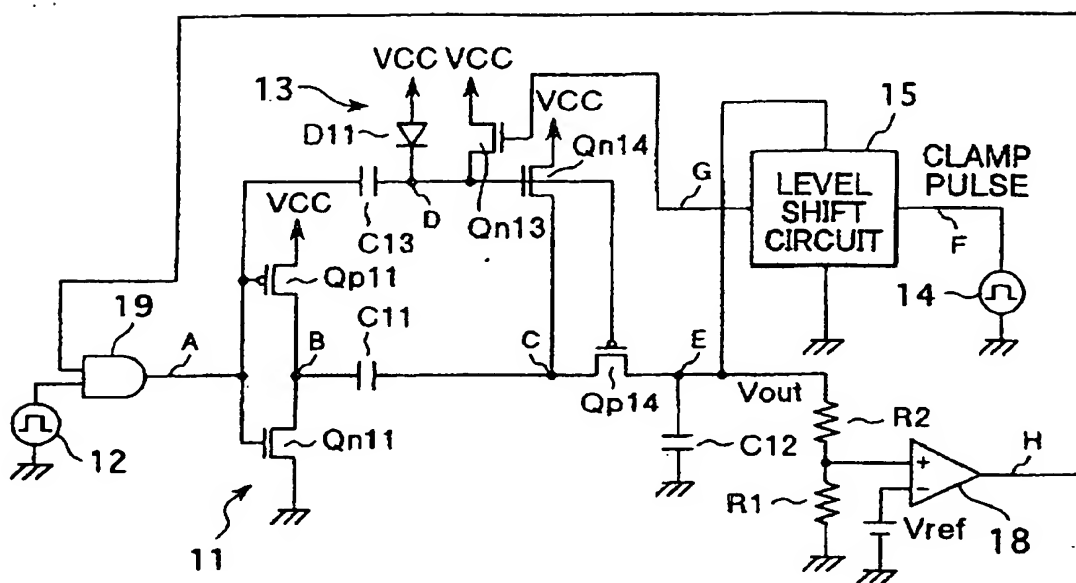 VCC VCC
13
VCC
15
D11
Qn14
CLAMP
PULSE
G
LEVEL
SHIFT
CIRCUIT
D
Qn13
F
VCC
C13
Qp11
14
19
C11
A
B
C
E
Vout
Qp14
R2
12
Qn11
C12
H
+
R1
−
Vref
18
11